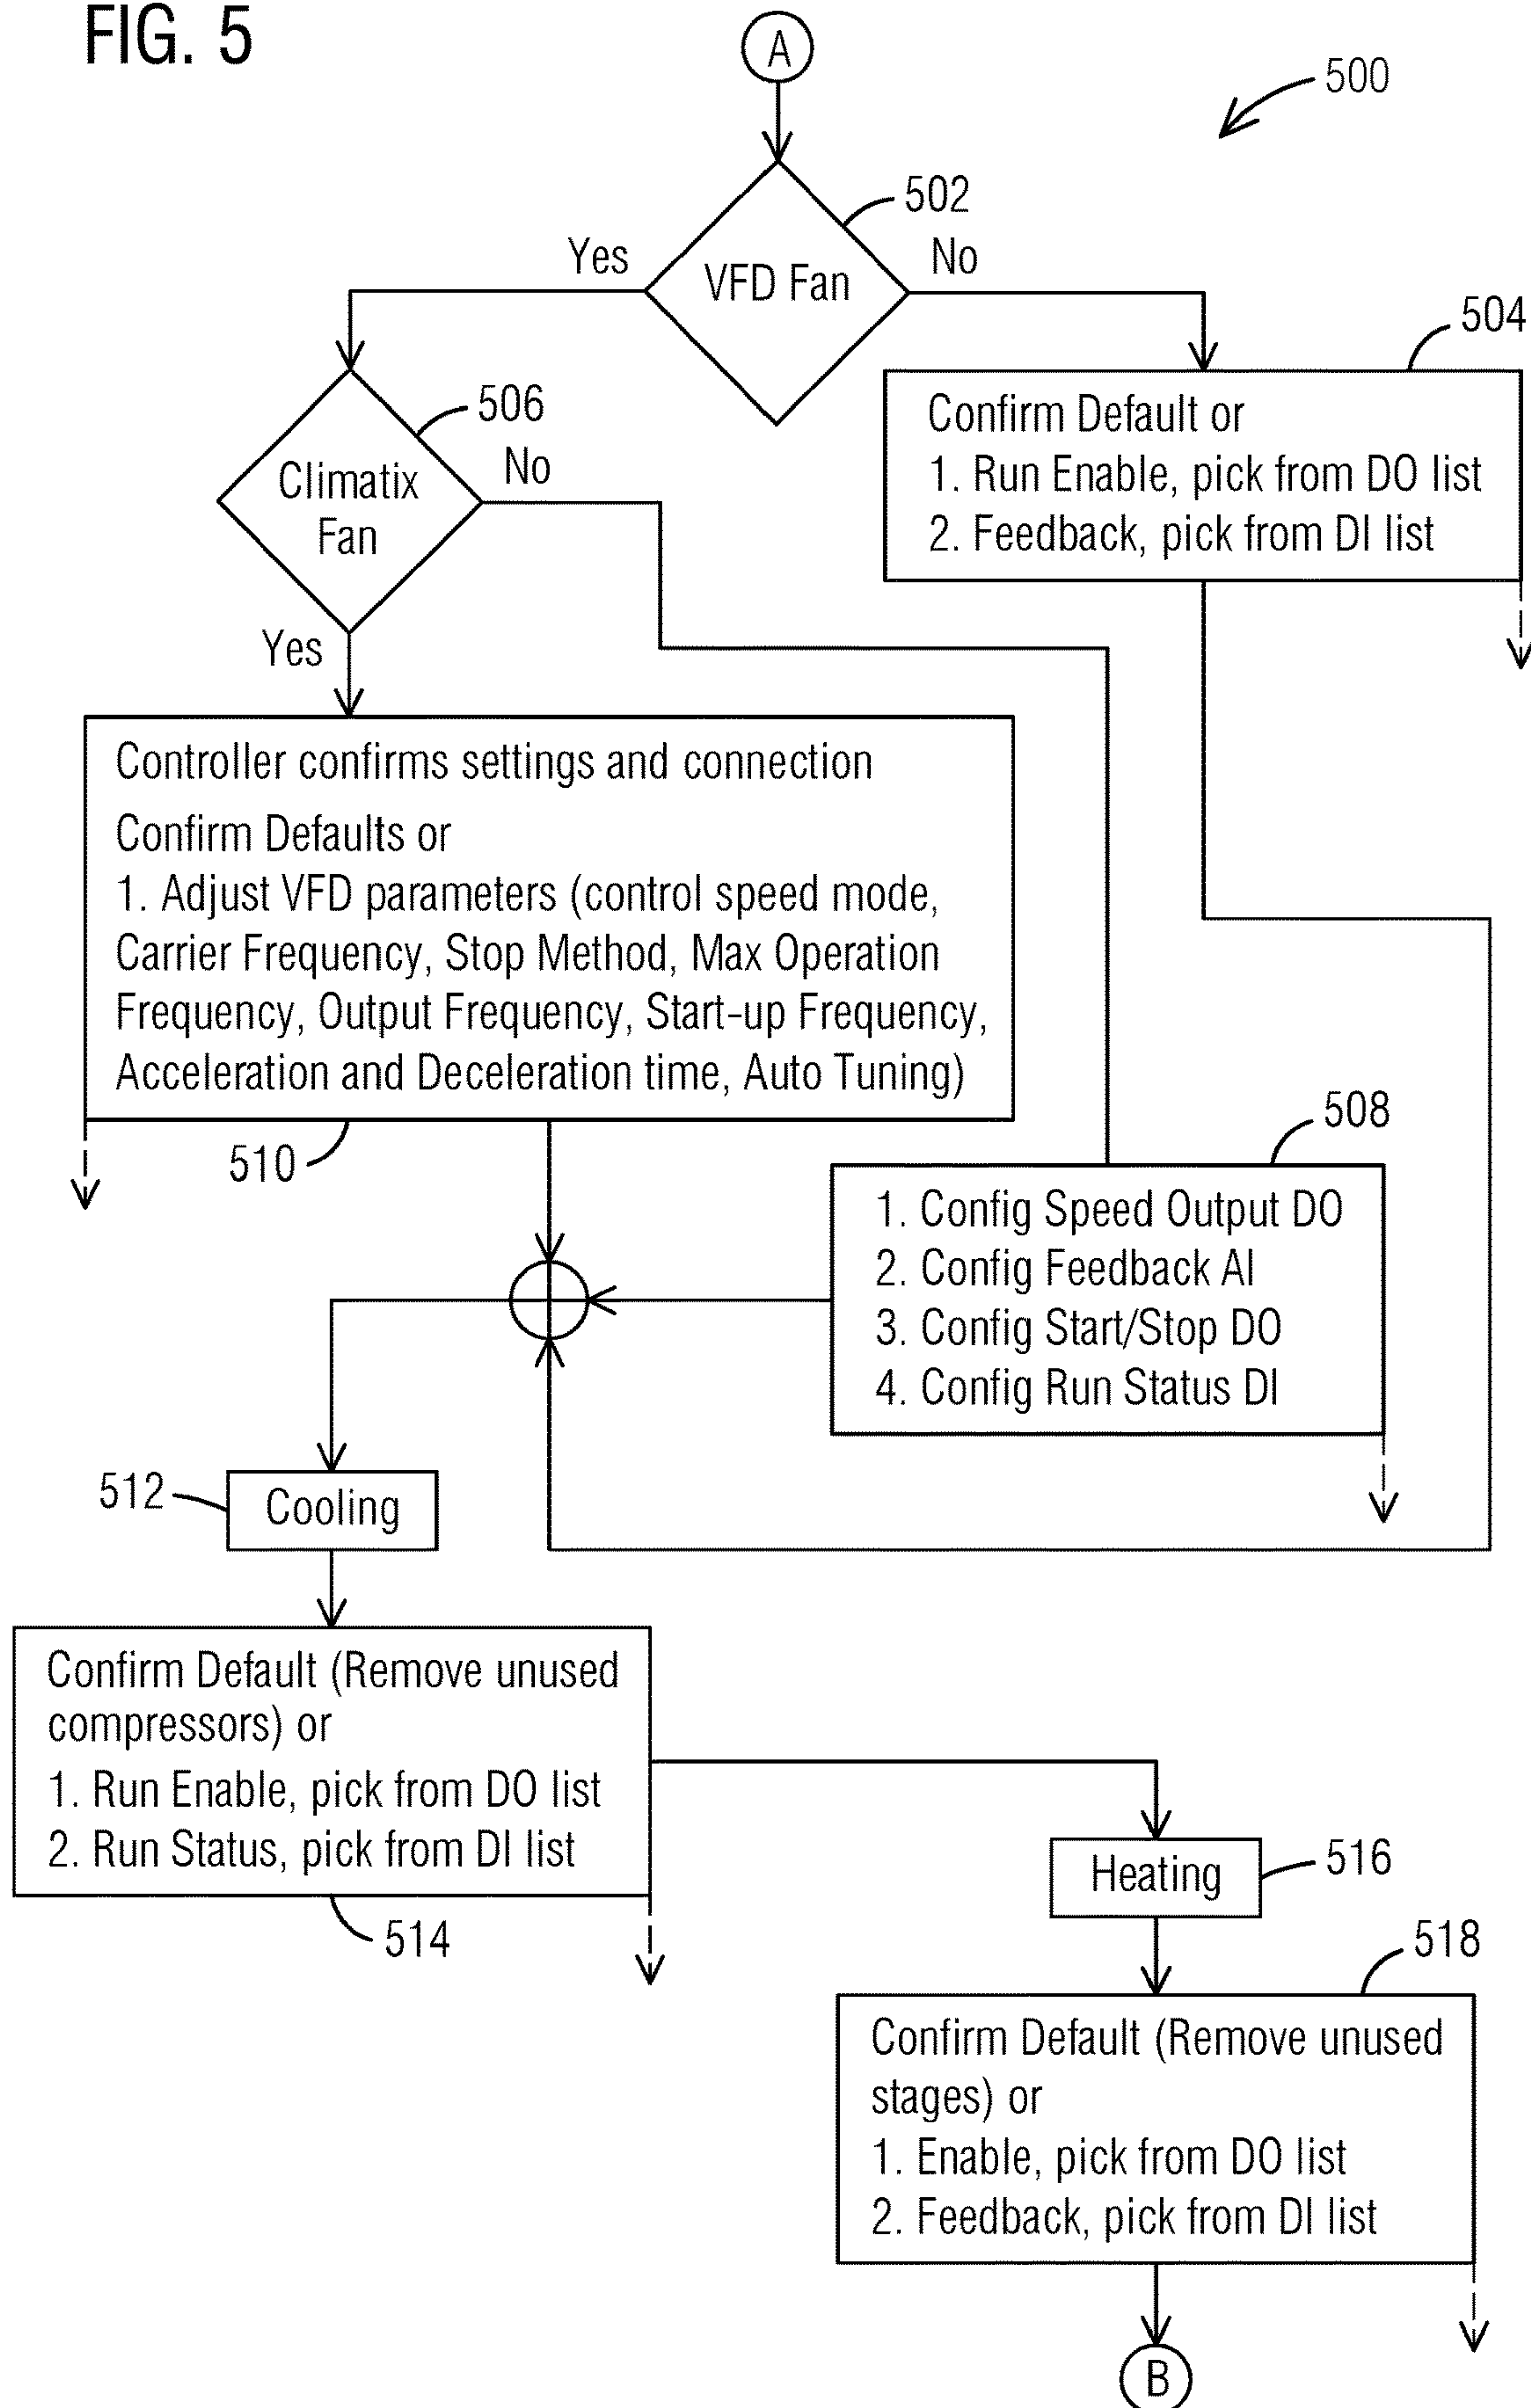 FIG. 5
A
500
502
Yes
VFD Fan
No
504
Confirm Default or
1. Run Enable, pick from DO list
2. Feedback, pick from DI list
506
Climatix
Fan
No
Yes
Controller confirms settings and connection
Confirm Defaults or
1. Adjust VFD parameters (control speed mode,
Carrier Frequency, Stop Method, Max Operation
Frequency, Output Frequency, Start-up Frequency,
Acceleration and Deceleration time, Auto Tuning)
510
508
1. Config Speed Output DO
2. Config Feedback AI
3. Config Start/Stop DO
4. Config Run Status DI
512
Cooling
Confirm Default (Remove unused
compressors) or
1. Run Enable, pick from DO list
2. Run Status, pick from DI list
514
Heating
516
518
Confirm Default (Remove unused
stages) or
1. Enable, pick from DO list
2. Feedback, pick from DI list
B